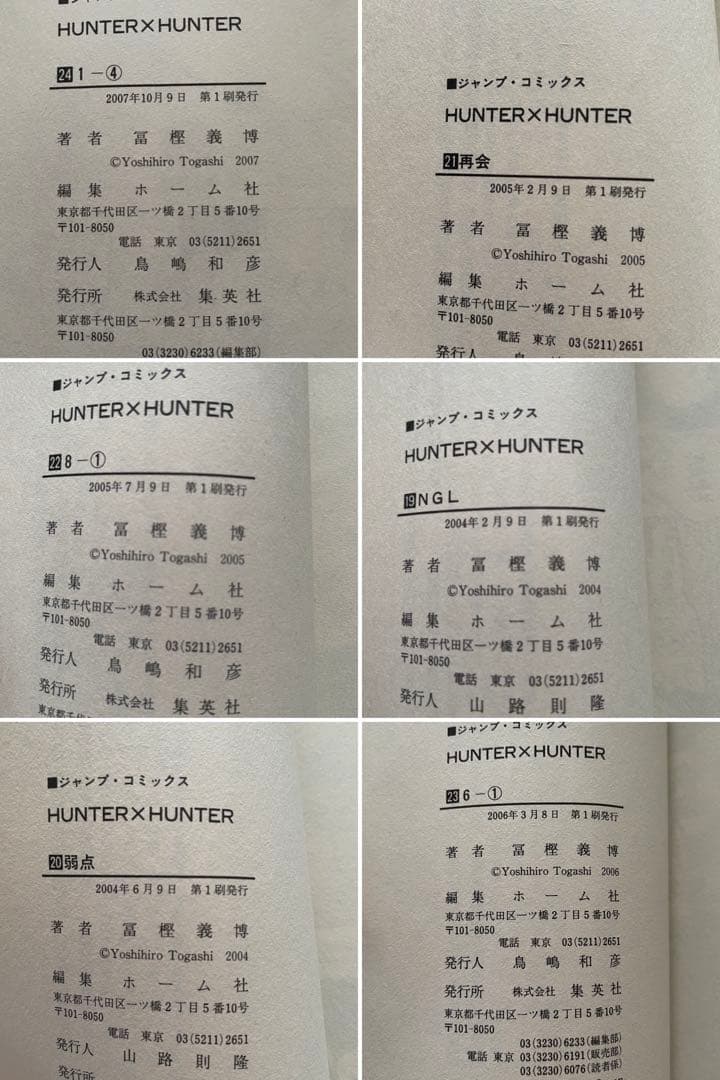 ■ジャンプ・コミックス
HUNTER×HUNTER
24 1－④
2007年10月9日 第1刷発行
著者 冨樫義博
©Yoshihiro Togashi 2007
編集 ホーム社
東京都千代田区一ツ橋2丁目5番10号
〒101-8050
電話 東京 03(5211)2651
発行人 鳥嶋和彦
発行所 株式会社 集英社
東京都千代田区一ツ橋2丁目5番10号
〒101-8050
03(3230)6233(編集部)
■ジャンプ・コミックス
HUNTER×HUNTER
21 再会
2005年2月9日 第1刷発行
著者 冨樫義博
©Yoshihiro Togashi 2005
編集 ホーム社
東京都千代田区一ツ橋2丁目5番10号
〒101-8050
電話 東京 03(5211)2651
発行人
■ジャンプ・コミックス
HUNTER×HUNTER
22 8－①
2005年7月9日 第1刷発行
著者 冨樫義博
©Yoshihiro Togashi 2005
編集 ホーム社
東京都千代田区一ツ橋2丁目5番10号
〒101-8050
電話 東京 03(5211)2651
発行人 鳥嶋和彦
発行所 株式会社 集英社
■ジャンプ・コミックス
HUNTER×HUNTER
19 NGL
2004年2月9日 第1刷発行
著者 冨樫義博
©Yoshihiro Togashi 2004
編集 ホーム社
東京都千代田区一ツ橋2丁目5番10号
〒101-8050
電話 東京 03(5211)2651
発行人 山路則隆
■ジャンプ・コミックス
HUNTER×HUNTER
20 弱点
2004年6月9日 第1刷発行
著者 冨樫義博
©Yoshihiro Togashi 2004
編集 ホーム社
東京都千代田区一ツ橋2丁目5番10号
〒101-8050
電話 東京 03(5211)2651
発行人 山路則隆
■ジャンプ・コミックス
HUNTER×HUNTER
23 6－①
2006年3月8日 第1刷発行
著者 冨樫義博
©Yoshihiro Togashi 2006
編集 ホーム社
東京都千代田区一ツ橋2丁目5番10号
〒101-8050
電話 東京 03(5211)2651
発行人 鳥嶋和彦
発行所 株式会社 集英社
東京都千代田区一ツ橋2丁目5番10号
〒101-8050
03(3230)6233(編集部)
電話 東京 03(3230)6191(販売部)
03(3230)6076(読者係)